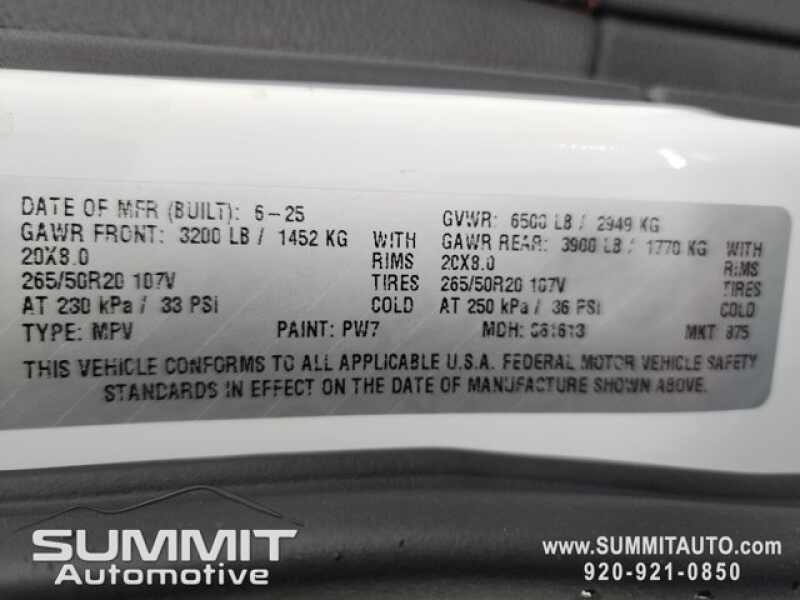 DATE OF MFR (BUILT): 6-25 GVWR: 6500 LB / 2949 KG
GAWR FRONT: 3200 LB / 1452 KG WITH GAWR REAR: 3900 LB / 1770 KG WITH
20X8.0 RIMS 20X8.0 RIMS
265/50R20 107V TIRES 265/50R20 107V TIRES
AT 230 kPa / 33 PSi COLD AT 250 kPa / 36 PSi COLD
TYPE: MPV PAINT: PW7 MDH: MKT: 875
THIS VEHICLE CONFORMS TO ALL APPLICABLE U.S.A. FEDERAL MOTOR VEHICLE SAFETY
STANDARDS IN EFFECT ON THE DATE OF MANUFACTURE SHOWN ABOVE.
SUMMIT
Automotive
www.SUMMITAUTO.com
920-921-0850